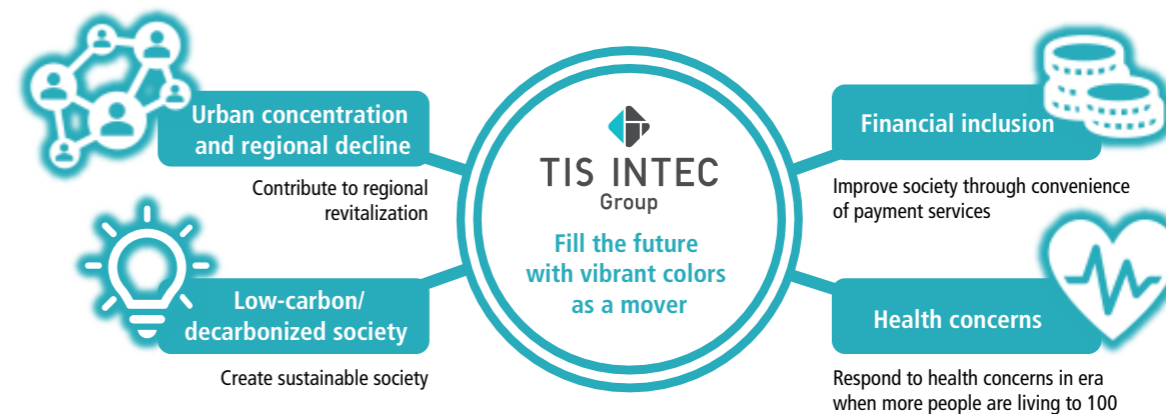 Urban concentration
and regional decline
Contribute to regional
revitalization
Low-carbon/
decarbonized society
Create sustainable society
TIS INTEC
Group
Fill the future
with vibrant colors
as a mover
Financial inclusion
Improve society through convenience
of payment services
Health concerns
Respond to health concerns in era
when more people are living to 100